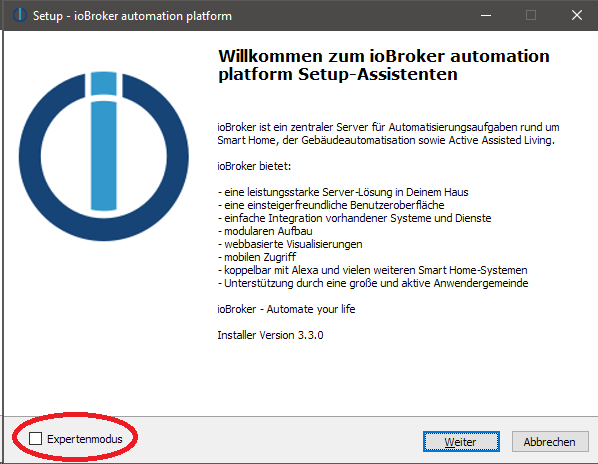 Setup - ioBroker automation platform
Willkommen zum ioBroker automation
platform Setup-Assistenten
ioBroker ist ein zentraler Server für Automatisierungsaufgaben rund um
Smart Home, der Gebäudeautomatisation sowie Active Assisted Living.
ioBroker bietet:
- eine leistungsstarke Server-Lösung in Deinem Haus
- eine einsteigerfreundliche Benutzeroberfläche
- einfache Integration vorhandener Systeme und Dienste
- modularen Aufbau
- webbasierte Visualisierungen
- mobilen Zugriff
- koppelbar mit Alexa und vielen weiteren Smart Home-Systemen
- Unterstützung durch eine große und aktive Anwendergemeinde
ioBroker - Automate your life
Installer Version 3.3.0
Expertenmodus
Weiter
Abbrechen